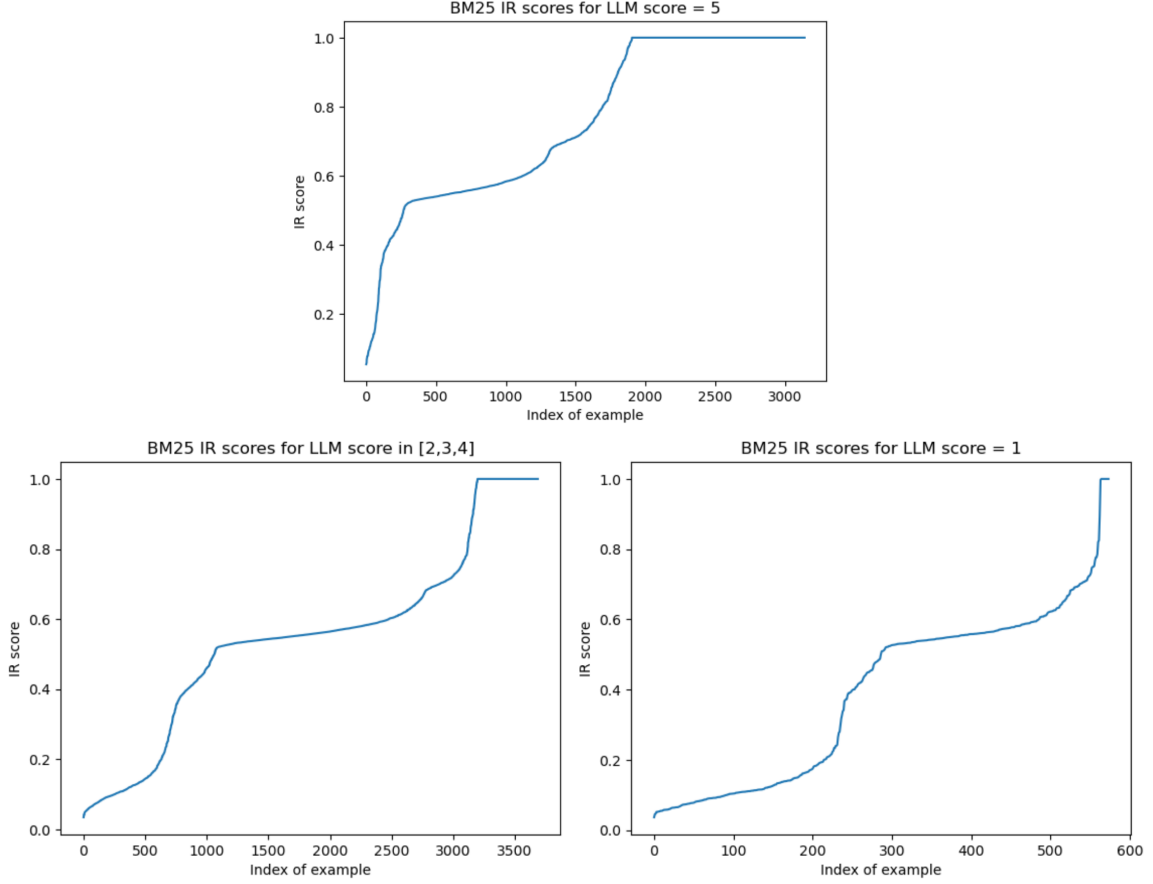 BM25 IR scores for LLM score = 5
1.0
0.8
0.6
0.4
0.2
IR score
0 500 1000 1500 2000 2500 3000
Index of example
BM25 IR scores for LLM score in [2,3,4]
1.0
0.8
0.6
0.4
0.2
0.0
IR score
0 500 1000 1500 2000 2500 3000 3500
Index of example
BM25 IR scores for LLM score = 1
1.0
0.8
0.6
0.4
0.2
0.0
IR score
0 100 200 300 400 500 600
Index of example